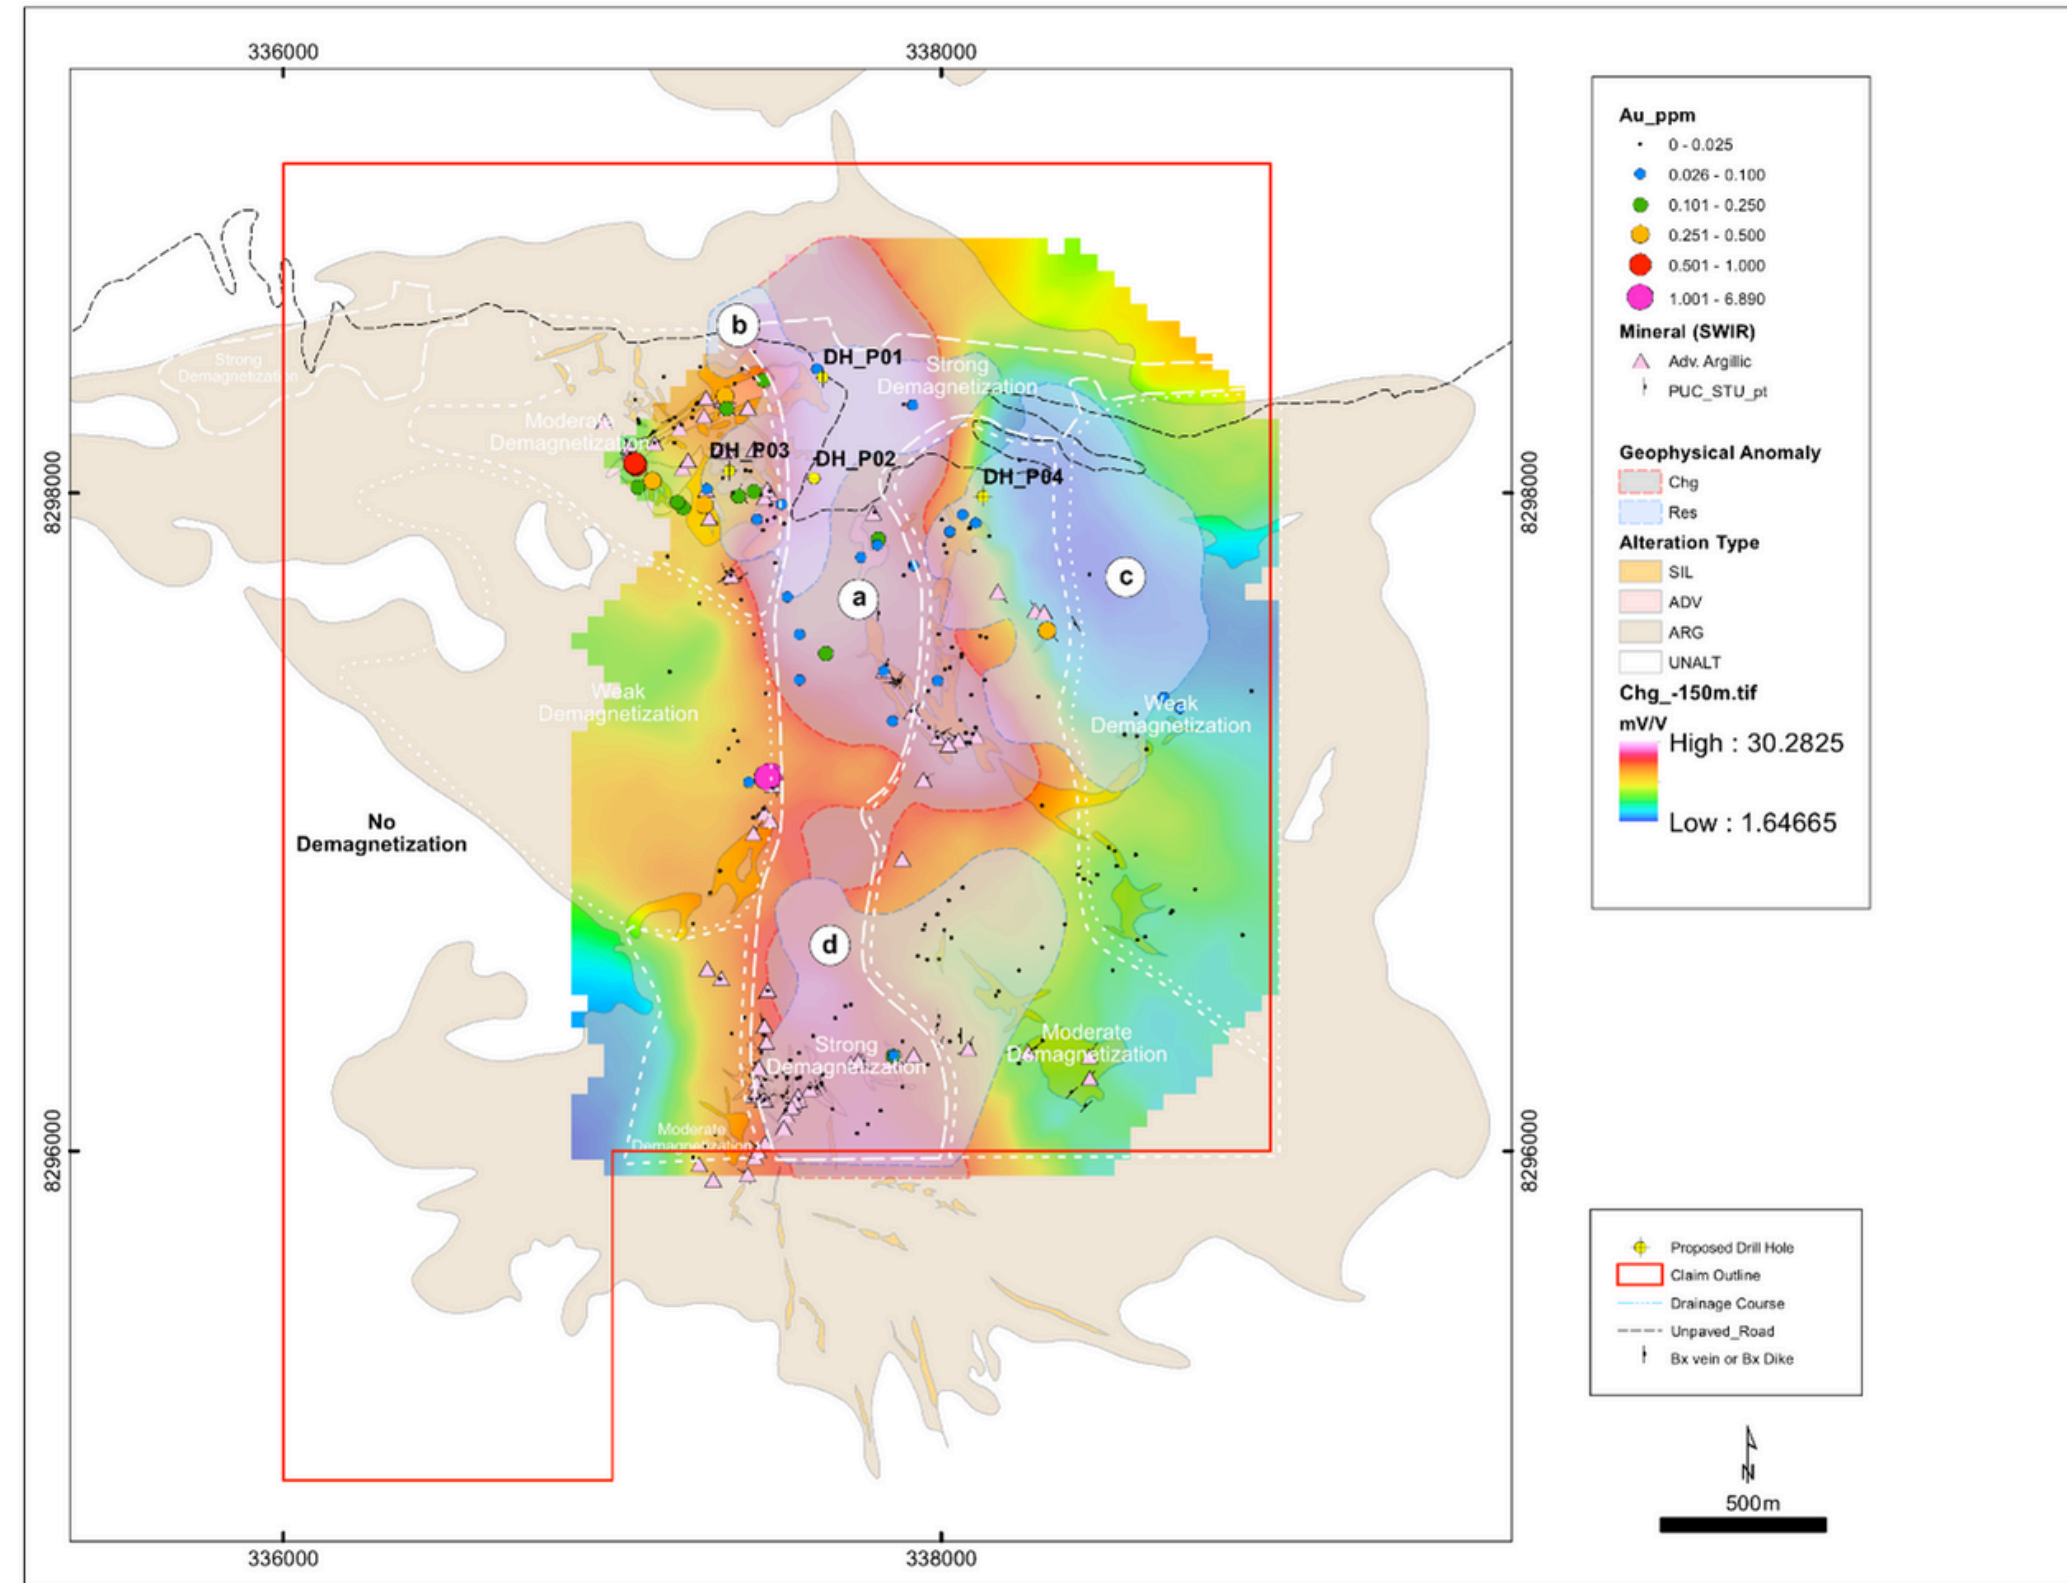 336000
338000
Strong
Demagnetization
b
DH_P01
Strong
Demagnetization
Moderate
Demagnetization
DH_P03
DH_P02
DH_P04
8298000
8298000
c
a
Weak
Demagnetization
Weak
Demagnetization
No
Demagnetization
d
Strong
Demagnetization
Moderate
Demagnetization
Moderate
Demagnetization
8296000
8296000
336000
338000
Au_ppm
0 - 0.025
0.026 - 0.100
0.101 - 0.250
0.251 - 0.500
0.501 - 1.000
1.001 - 6.890
Mineral (SWIR)
Adv. Argillic
PUC_STU_pt
Geophysical Anomaly
Chg
Res
Alteration Type
SIL
ADV
ARG
UNALT
Chg_-150m.tif
mV/V
High : 30.2825
Low : 1.64665
Proposed Drill Hole
Claim Outline
Drainage Course
Unpaved_Road
Bx vein or Bx Dike
N
500m